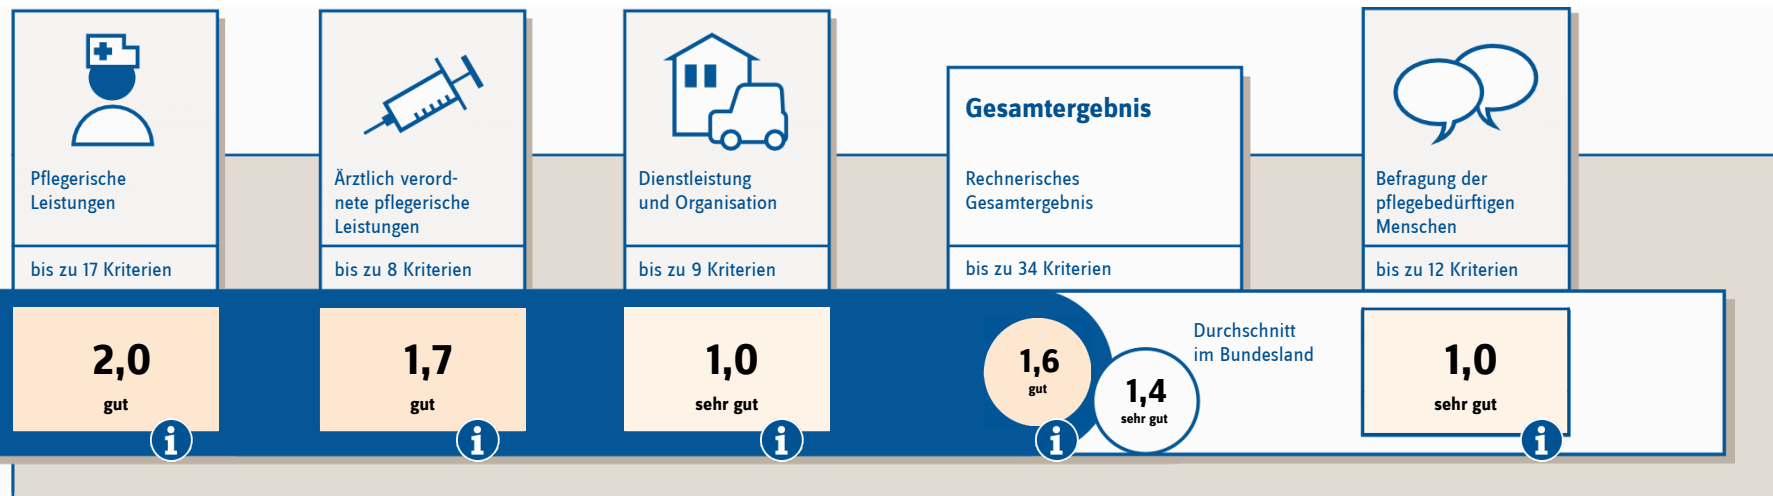 Pflegerische
Leistungen
bis zu 17 Kriterien
2,0
gut
i
Ärztlich verord-
nete pflegerische
Leistungen
bis zu 8 Kriterien
1,7
gut
i
Dienstleistung
und Organisation
bis zu 9 Kriterien
1,0
sehr gut
i
Gesamtergebnis
Rechnerisches
Gesamtergebnis
bis zu 34 Kriterien
1,6
gut
i
Durchschnitt
im Bundesland
1,4
sehr gut
Befragung der
pflegebedürftigen
Menschen
bis zu 12 Kriterien
1,0
sehr gut
i